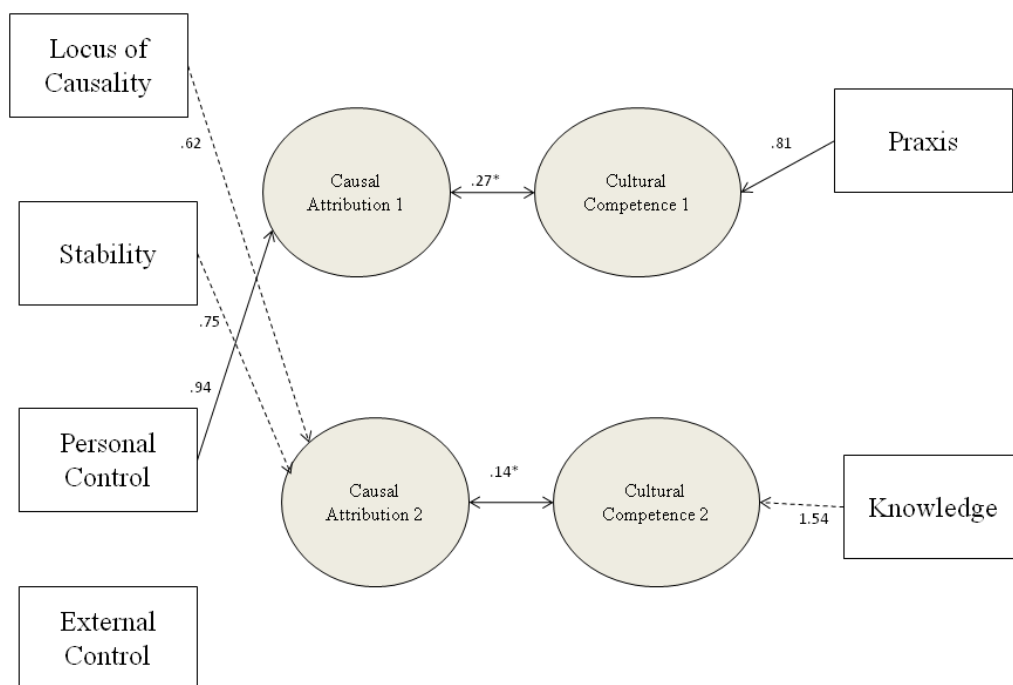 Locus of
Causality
.62
Stability
.75
.94
Personal
Control
External
Control
Causal
Attribution 1
.27*
Cultural
Competence 1
.81
Praxis
Causal
Attribution 2
.14*
Cultural
Competence 2
1.54
Knowledge